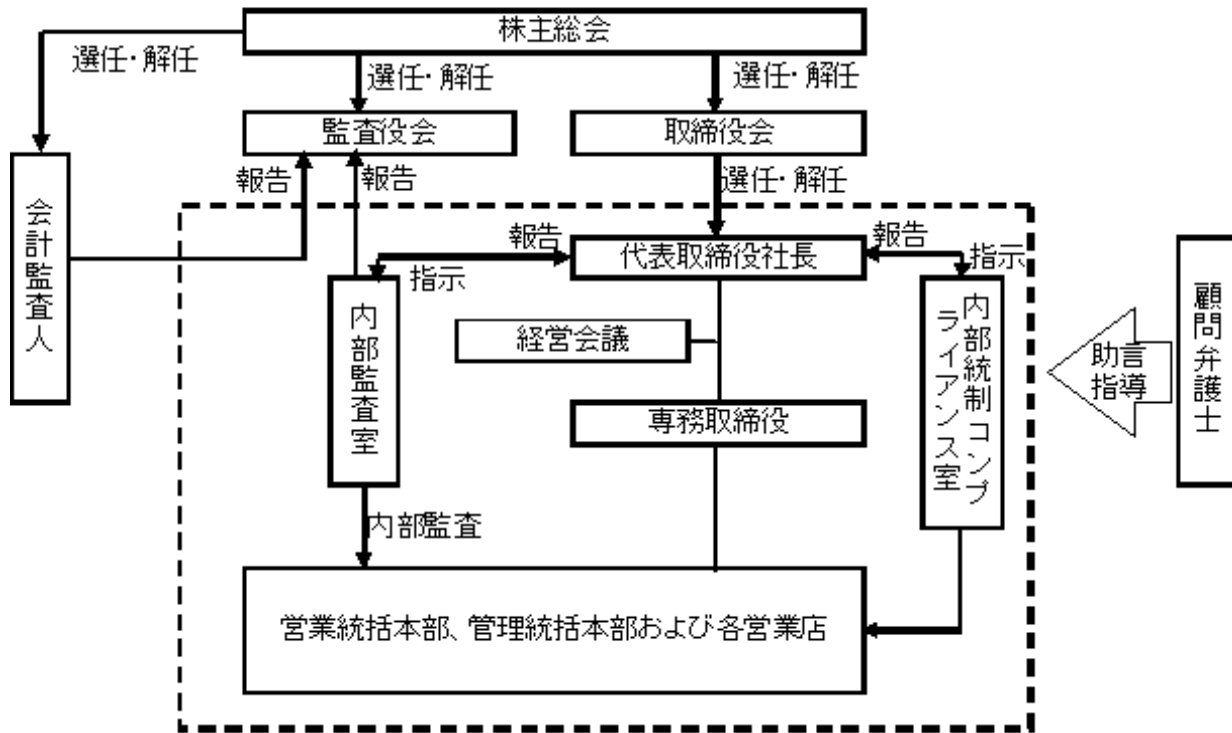 株主総会
選任・解任
選任・解任
選任・解任
監査役会
取締役会
報告
報告
選任・解任
会計監査人
報告
代表取締役社長
報告
指示
指示
内部監査室
経営会議
内部統制コンプ
ライアンス室
助言
指導
顧問弁護士
専務取締役
内部監査
営業統括本部、管理統括本部および各営業店